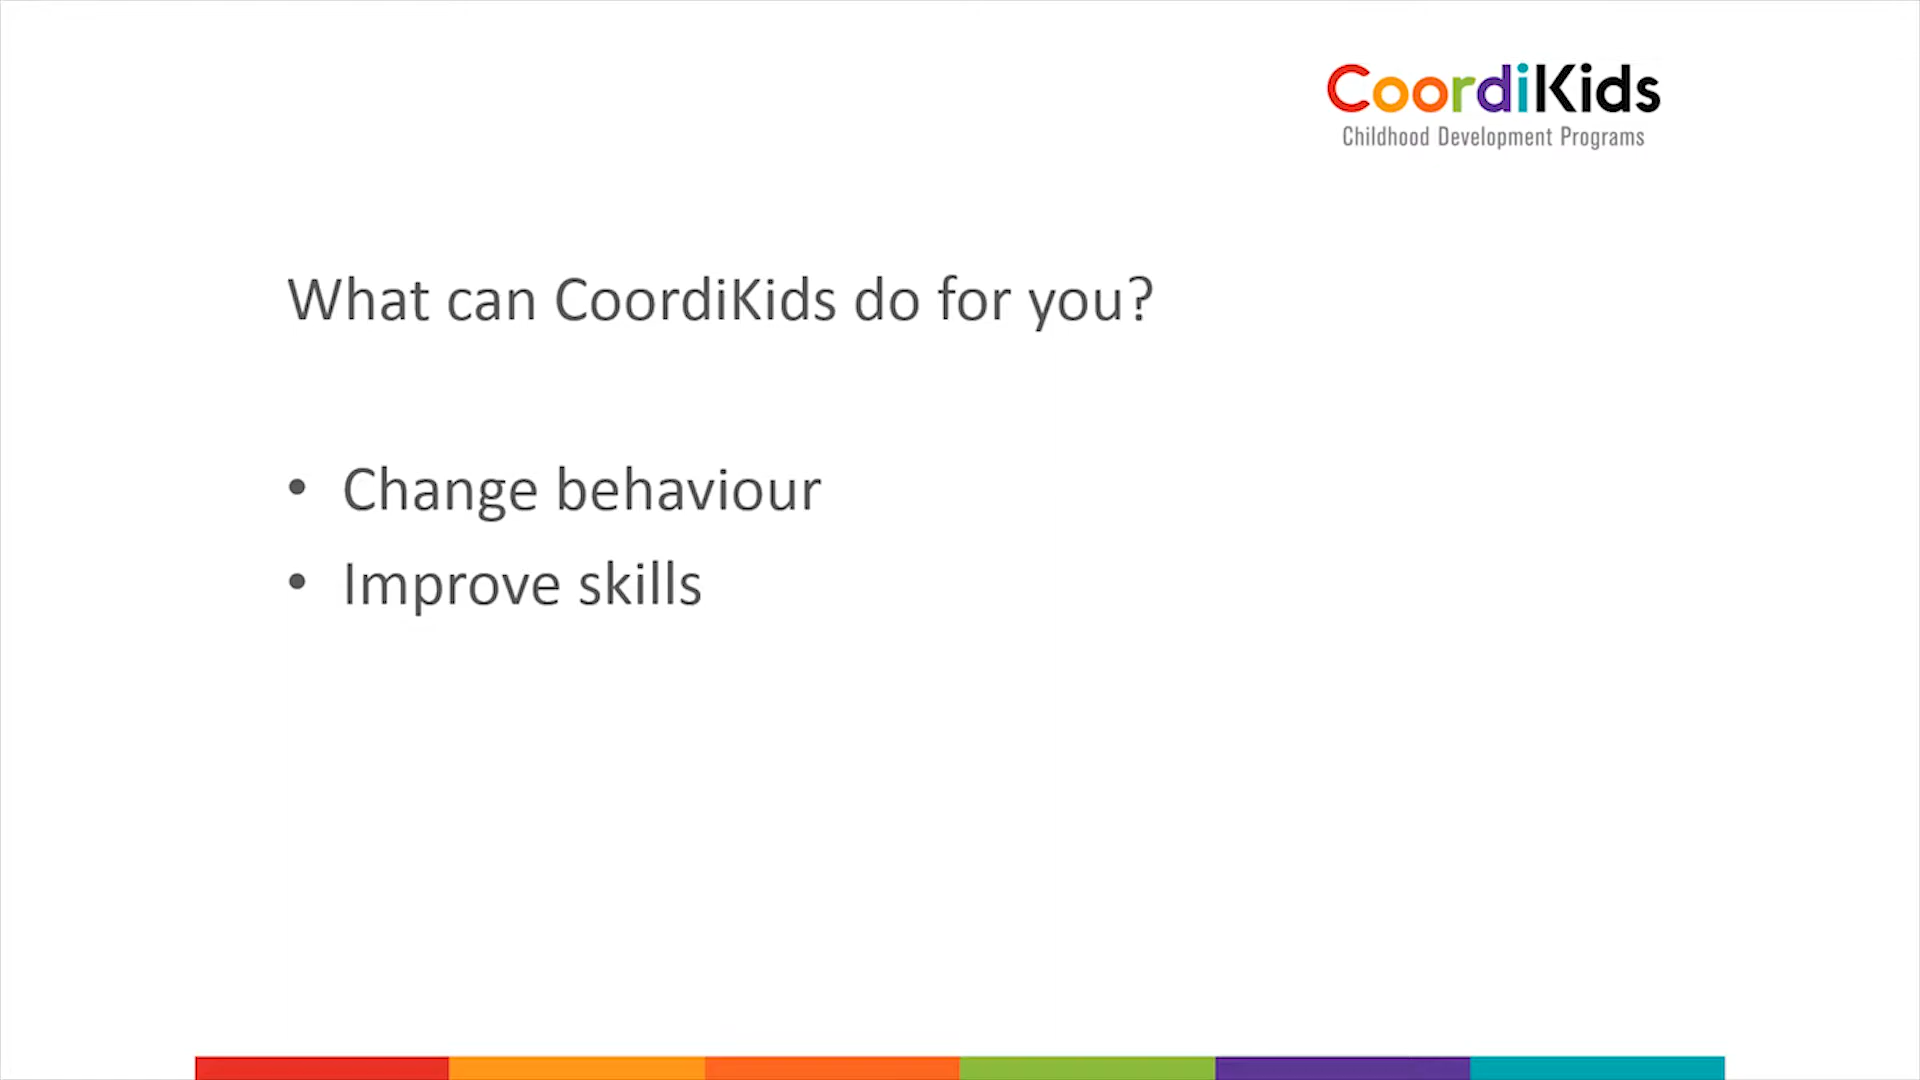 CoordiKids
Childhood Development Programs
What can CoordiKids do for you?
• Change behaviour
• Improve skills